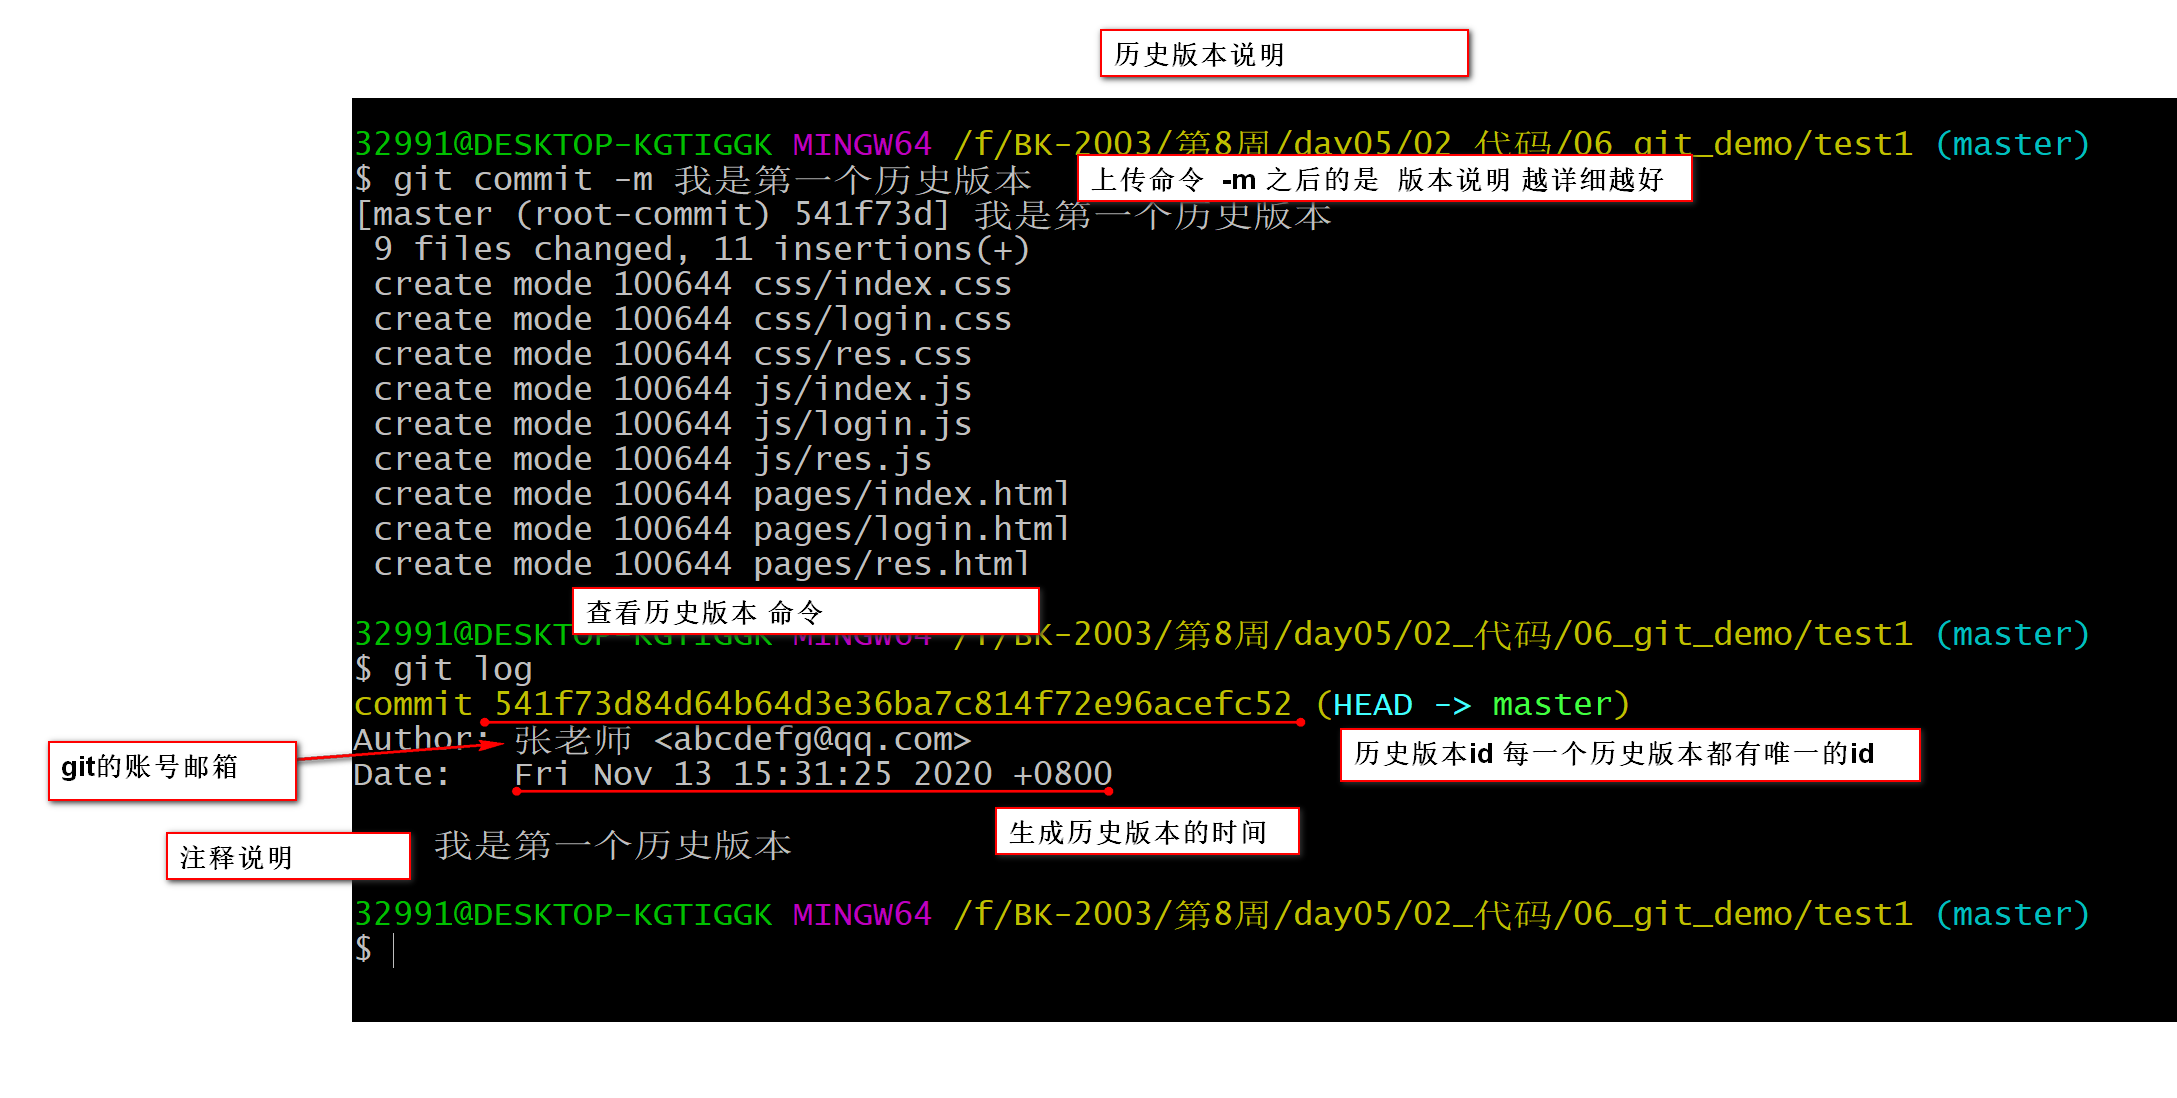 历史版本说明
32991@DESKTOP-KGTIGGK MINGW64 /f/BK-2003/第8周/day05/02_代码/06_git_demo/test1 (master)
$ git commit -m 我是第一个历史版本
上传命令 -m 之后的是 版本说明 越详细越好
[master (root-commit) 541f73d] 我是第一个历史版本
9 files changed, 11 insertions(+)
create mode 100644 css/index.css
create mode 100644 css/login.css
create mode 100644 css/res.css
create mode 100644 js/index.js
create mode 100644 js/login.js
create mode 100644 js/res.js
create mode 100644 pages/index.html
create mode 100644 pages/login.html
create mode 100644 pages/res.html
查看历史版本 命令
32991@DESKTOP-KGTIGGK MINGW64 /f/BK-2003/第8周/day05/02_代码/06_git_demo/test1 (master)
$ git log
commit 541f73d84d64b64d3e36ba7c814f72e96acefc52 (HEAD -> master)
Author: 张老师 <abcdefg@qq.com>
历史版本id 每一个历史版本都有唯一的id
git的账号邮箱
Date: Fri Nov 13 15:31:25 2020 +0800
生成历史版本的时间
我是第一个历史版本
注释说明
32991@DESKTOP-KGTIGGK MINGW64 /f/BK-2003/第8周/day05/02_代码/06_git_demo/test1 (master)
$